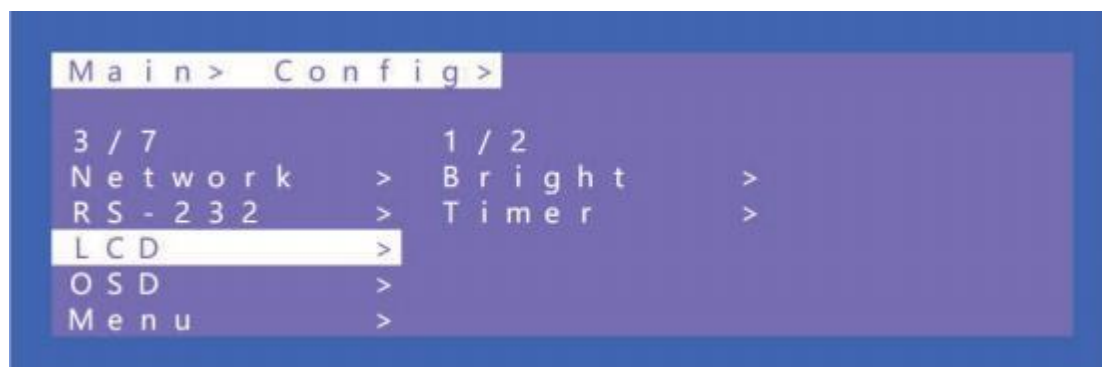 Main> Config>
3/7 1/2
Network > Bright >
RS-232 > Timer >
LCD >
OSD >
Menu >